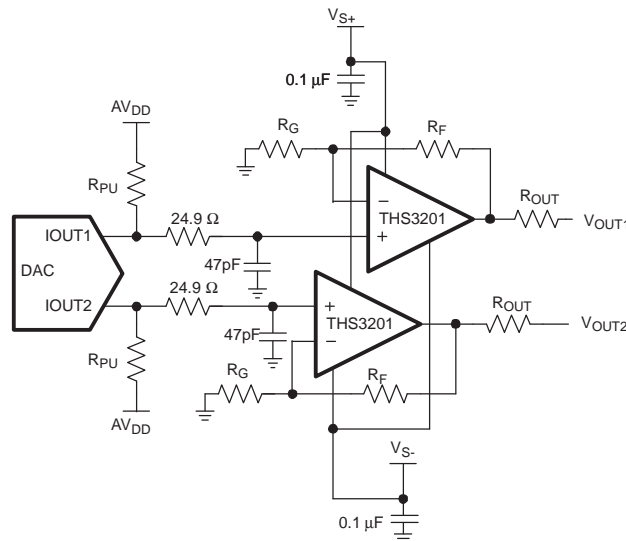 VS+
0.1 µF
AVDD
RG
RF
RPU
THS3201
ROUT
VOUT1
IOUT1
24.9 Ω
47pF
DAC
IOUT2
24.9 Ω
47pF
THS3201
ROUT
VOUT2
RPU
RG
RF
AVDD
VS-
0.1 µF
+
−
+
−